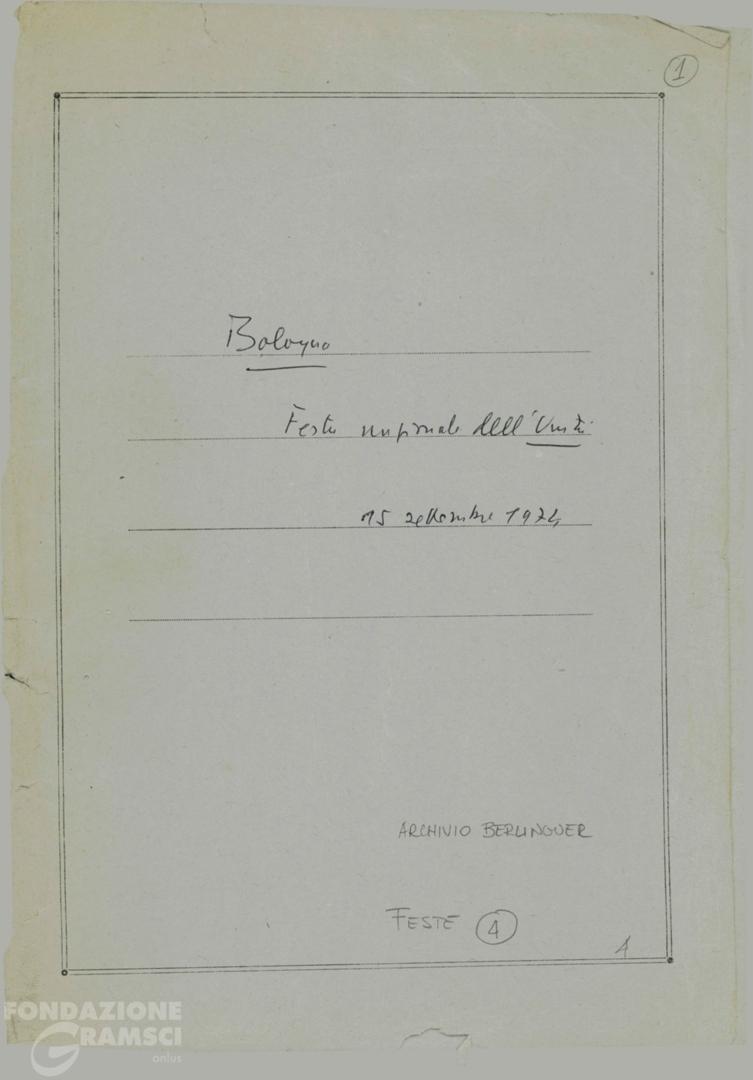 1
Bologna
Festa nazionale dell'Unità
15 settembre 1974
ARCHIVIO BERLINGUER
FESTE 4
1
FONDAZIONE
GRAMSCI
onlus